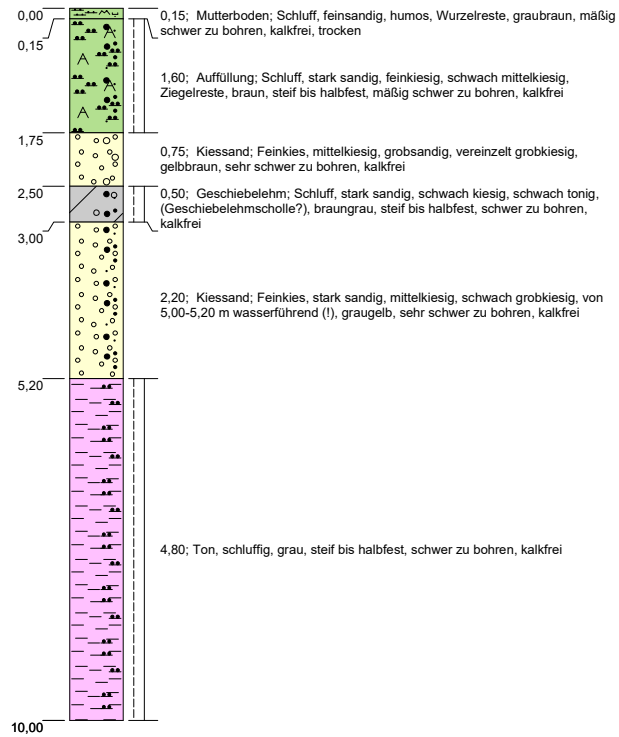 0,00
0,15; Mutterboden; Schluff, feinsandig, humos, Wurzelreste, graubraun, mäßig
schwer zu bohren, kalkfrei, trocken
0,15
1,60; Auffüllung; Schluff, stark sandig, feinkiesig, schwach mittelkiesig,
Ziegelreste, braun, steif bis halbfest, mäßig schwer zu bohren, kalkfrei
1,75
0,75; Kiessand; Feinkies, mittelkiesig, grobsandig, vereinzelt grobkiesig,
gelbbraun, sehr schwer zu bohren, kalkfrei
2,50
0,50; Geschiebelehm; Schluff, stark sandig, schwach kiesig, schwach tonig,
(Geschiebelehmscholle?), braungrau, steif bis halbfest, schwer zu bohren,
kalkfrei
3,00
2,20; Kiessand; Feinkies, stark sandig, mittelkiesig, schwach grobkiesig, von
5,00-5,20 m wasserführend (!), graugelb, sehr schwer zu bohren, kalkfrei
5,20
4,80; Ton, schluffig, grau, steif bis halbfest, schwer zu bohren, kalkfrei
10,00